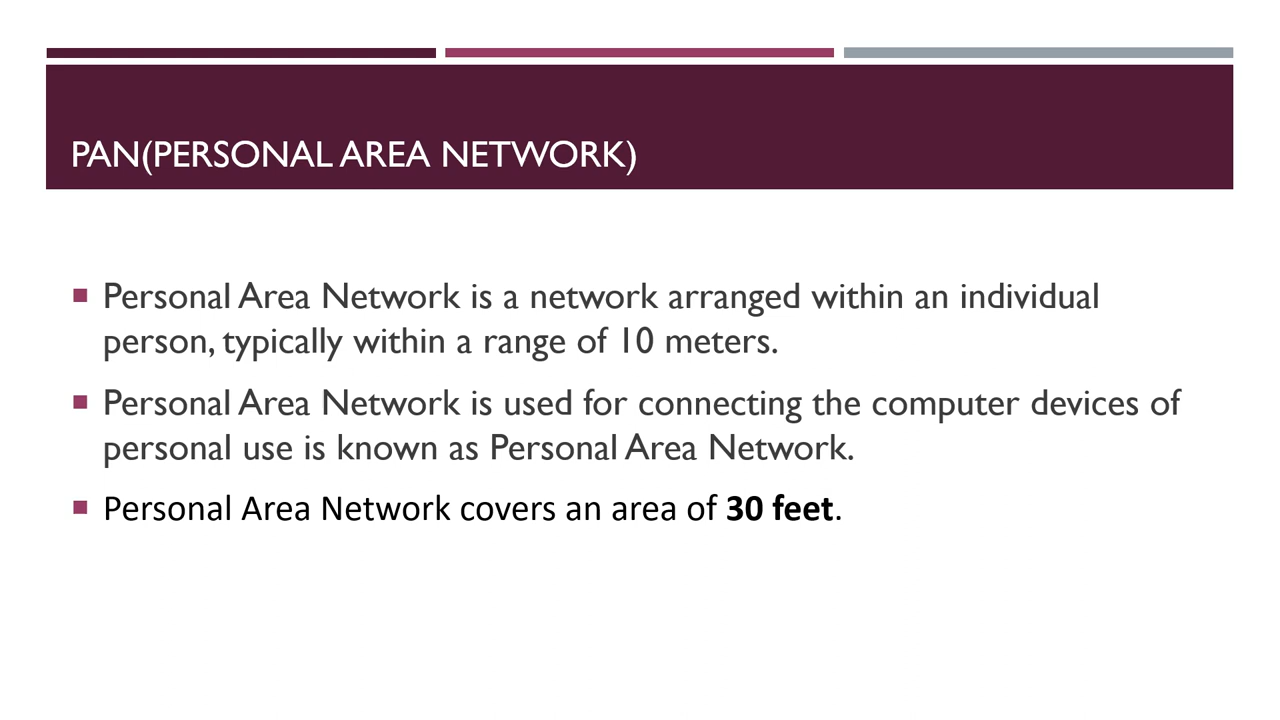 PAN(PERSONAL AREA NETWORK)
Personal Area Network is a network arranged within an individual
person, typically within a range of 10 meters.
Personal Area Network is used for connecting the computer devices of
personal use is known as Personal Area Network.
Personal Area Network covers an area of 30 feet.